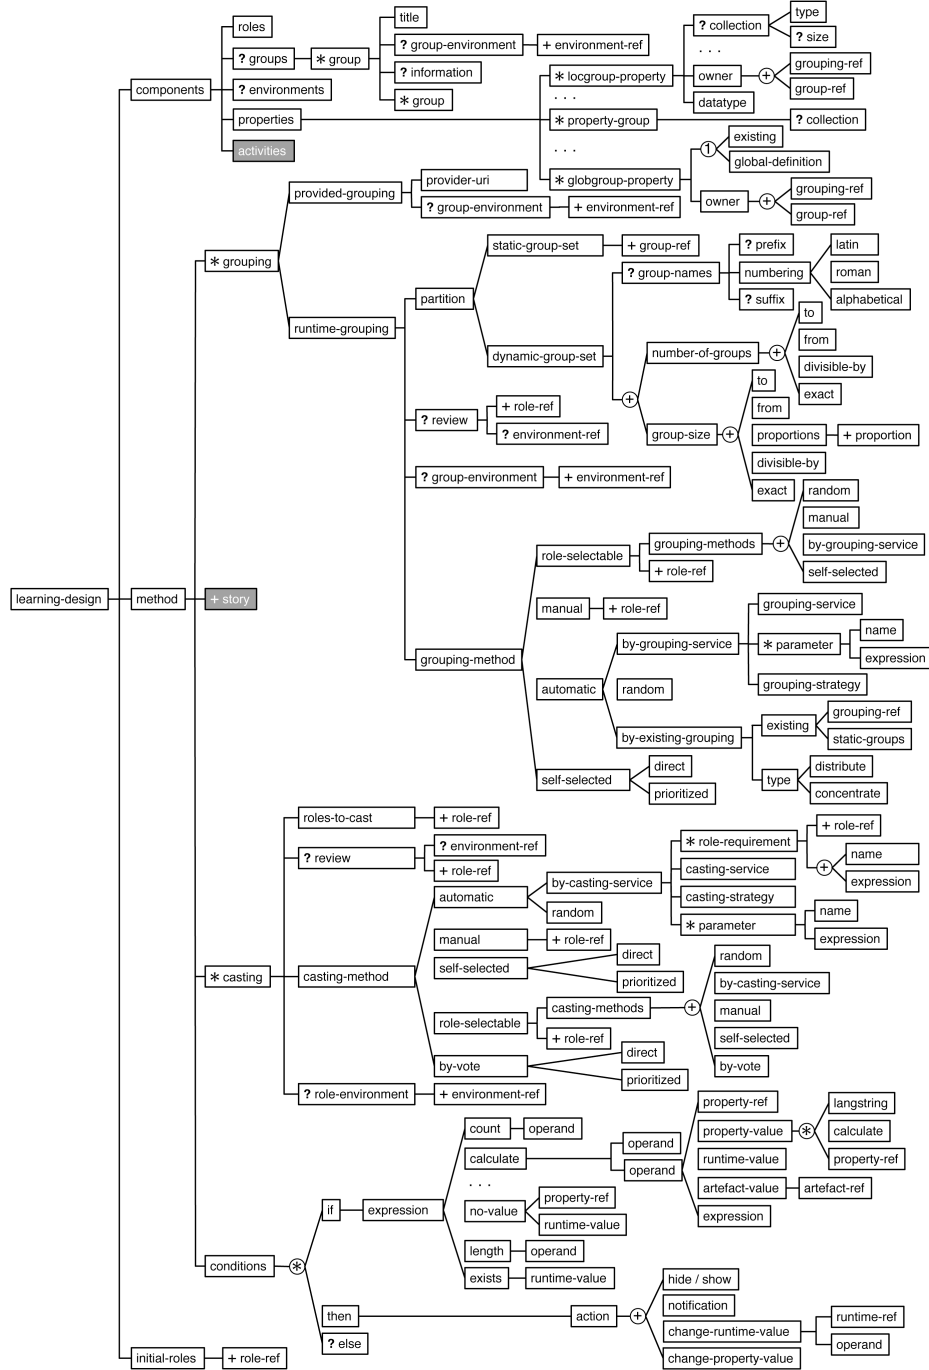 learning-design
components
roles
? groups
* group
title
? group-environment
+ environment-ref
? information
* group
? environments
properties
* locgroup-property
? collection
type
? size
. . .
owner
+
grouping-ref
group-ref
datatype
. . .
* property-group
? collection
. . .
* globgroup-property
1
existing
global-definition
owner
+
grouping-ref
group-ref
activities
method
* grouping
provided-grouping
provider-uri
? group-environment
+ environment-ref
runtime-grouping
partition
static-group-set
+ group-ref
dynamic-group-set
? group-names
? prefix
numbering
latin
roman
alphabetical
? suffix
+
number-of-groups
+
to
from
divisible-by
exact
group-size
+
to
from
proportions
+ proportion
divisible-by
exact
? review
+ role-ref
? environment-ref
? group-environment
+ environment-ref
grouping-method
role-selectable
grouping-methods
+
random
manual
by-grouping-service
self-selected
+ role-ref
manual
+ role-ref
automatic
by-grouping-service
grouping-service
* parameter
name
expression
grouping-strategy
random
by-existing-grouping
existing
grouping-ref
static-groups
type
distribute
concentrate
self-selected
direct
prioritized
+ story
* casting
roles-to-cast
+ role-ref
? review
? environment-ref
+ role-ref
casting-method
automatic
by-casting-service
* role-requirement
+ role-ref
+
name
expression
casting-service
casting-strategy
* parameter
name
expression
random
manual
+ role-ref
self-selected
direct
prioritized
role-selectable
casting-methods
+
random
by-casting-service
manual
self-selected
by-vote
+ role-ref
by-vote
direct
prioritized
? role-environment
+ environment-ref
conditions
*
if
expression
count
operand
calculate
operand
operand
property-ref
property-value
*
langstring
calculate
property-ref
runtime-value
artefact-value
artefact-ref
expression
. . .
no-value
property-ref
runtime-value
length
operand
exists
runtime-value
then
action
+
hide / show
notification
change-runtime-value
runtime-ref
operand
change-property-value
? else
initial-roles
+ role-ref